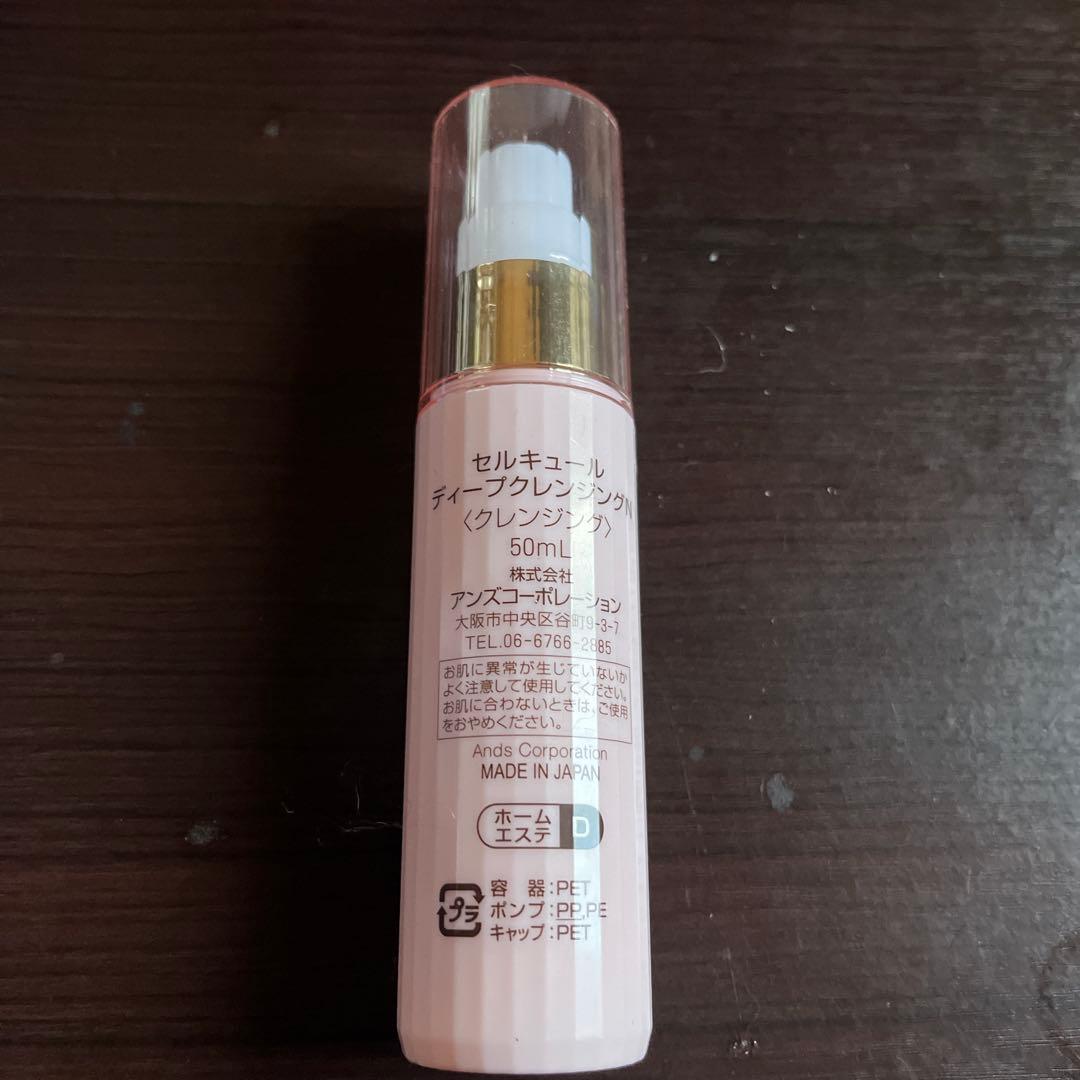 セルキュール
ディープクレンジングN
〈クレンジング〉
50mL
株式会社
アンズコーポレーション
大阪市中央区谷町9-3-7
TEL.06-6766-2885
お肌に異常が生じていないか
よく注意して使用してください。
お肌に合わないときは、ご使用
をおやめください。
Ands Corporation
MADE IN JAPAN
ホーム
エステ D
プラ
容 器:PET
ポンプ:PP,PE
キャップ:PET